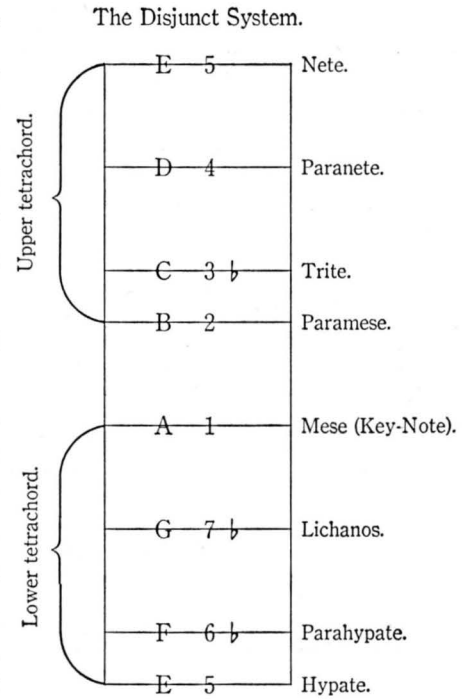 The Disjunct System.
E 5 Nete.
D 4 Paranete.
C 3 ♭ Trite.
B 2 Paramese.
A 1 Mese (Key-Note).
G 7 ♭ Lichanos.
F 6 ♭ Parahypate.
E 5 Hypate.
Upper tetrachord.
Lower tetrachord.